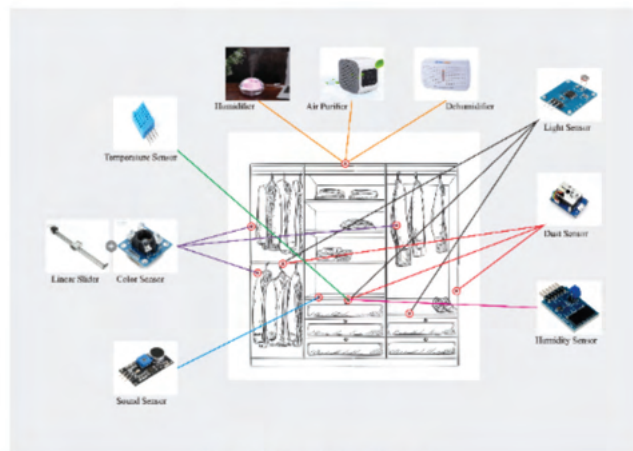 Humidifier
Air Purifier
Dehumidifier
Light Sensor
Temperature Sensor
Dust Sensor
Linear Slider
Color Sensor
Humidity Sensor
Sound Sensor